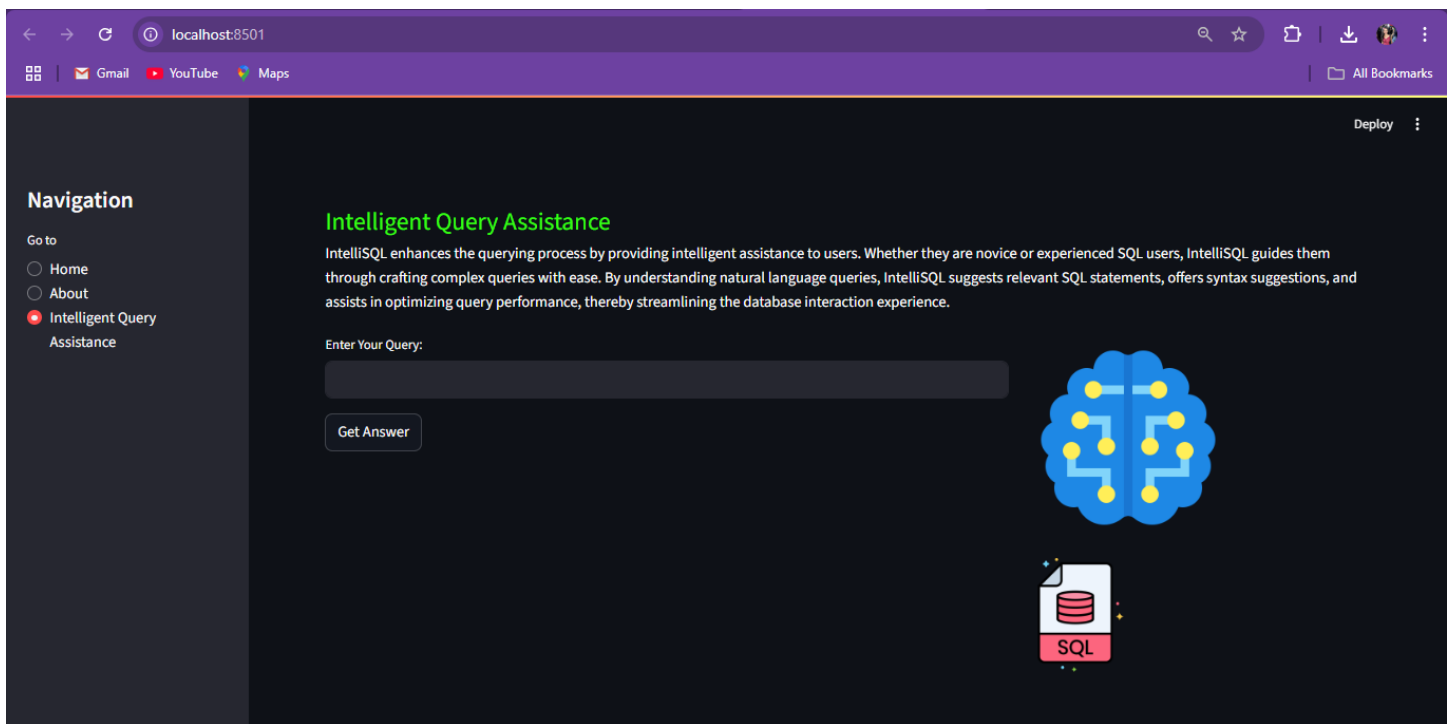 localhost:8501
Gmail YouTube Maps All Bookmarks
Deploy
Navigation
Go to
Home
About
Intelligent Query
Assistance
Intelligent Query Assistance
IntelliSQL enhances the querying process by providing intelligent assistance to users. Whether they are novice or experienced SQL users, IntelliSQL guides them
through crafting complex queries with ease. By understanding natural language queries, IntelliSQL suggests relevant SQL statements, offers syntax suggestions, and
assists in optimizing query performance, thereby streamlining the database interaction experience.
Enter Your Query:
Get Answer
SQL